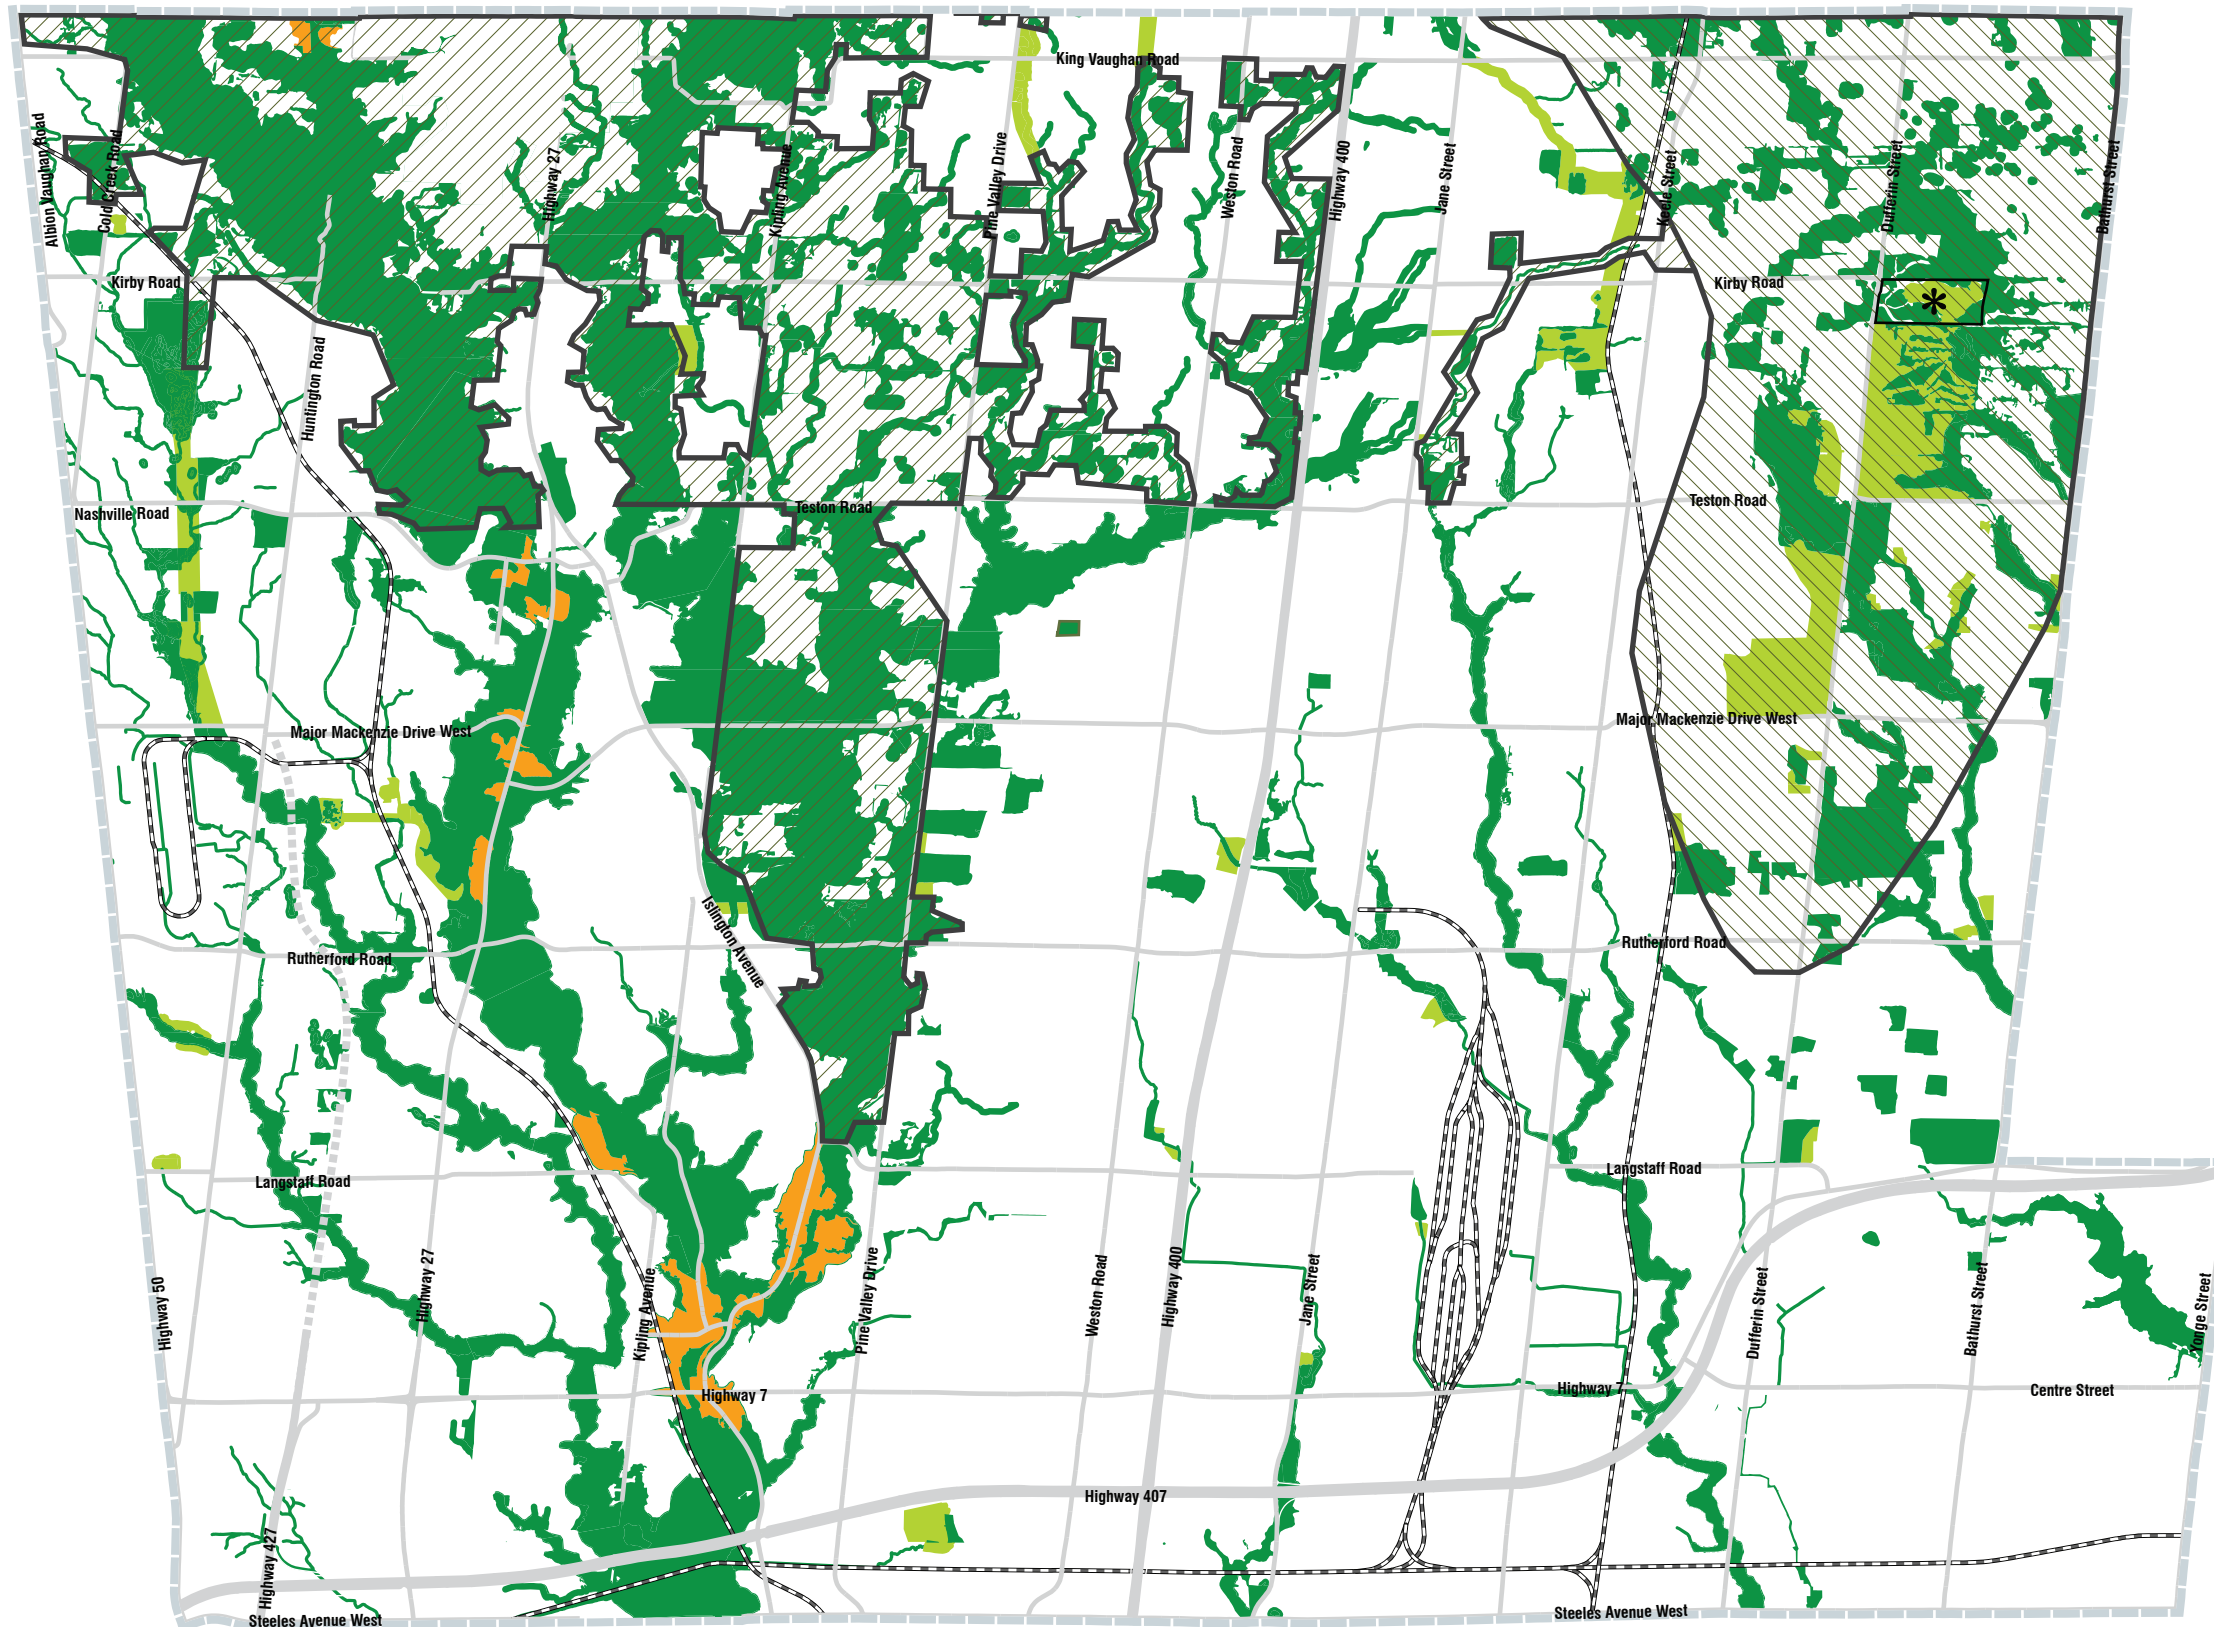 King Vaughan Road
Albion Vaughan Road
Cold Creek Road
Highway 27
Kipling Avenue
Pine Valley Drive
Weston Road
Highway 400
Jane Street
Keele Street
Dufferin Street
Bathurst Street
Kirby Road
Kirby Road
*
Huntington Road
Nashville Road
Teston Road
Teston Road
Major Mackenzie Drive West
Major Mackenzie Drive West
Islington Avenue
Rutherford Road
Rutherford Road
Langstaff Road
Langstaff Road
Highway 50
Highway 27
Kipling Avenue
Pine Valley Drive
Weston Road
Highway 400
Jane Street
Dufferin Street
Bathurst Street
Yonge Street
Highway 7
Highway 7
Centre Street
Highway 407
Highway 427
Steeles Avenue West
Steeles Avenue West